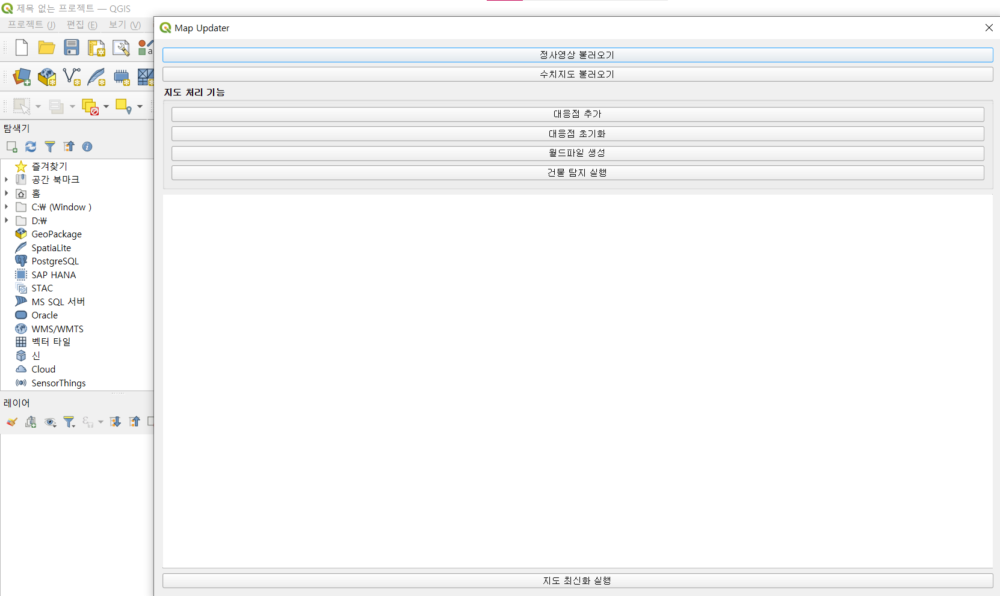 제목 없는 프로젝트 — QGIS
프로젝트 (J) 편집 (E) 보기 (V)
Map Updater
정사영상 불러오기
수치지도 불러오기
지도 처리 기능
대응점 추가
대응점 초기화
월드파일 생성
건물 탐지 실행
지도 최신화 실행
탐색기
즐겨찾기
공간 북마크
홈
C:₩ (Window )
D:₩
GeoPackage
SpatiaLite
PostgreSQL
SAP HANA
STAC
MS SQL 서버
Oracle
WMS/WMTS
벡터 타일
신
Cloud
SensorThings
레이어